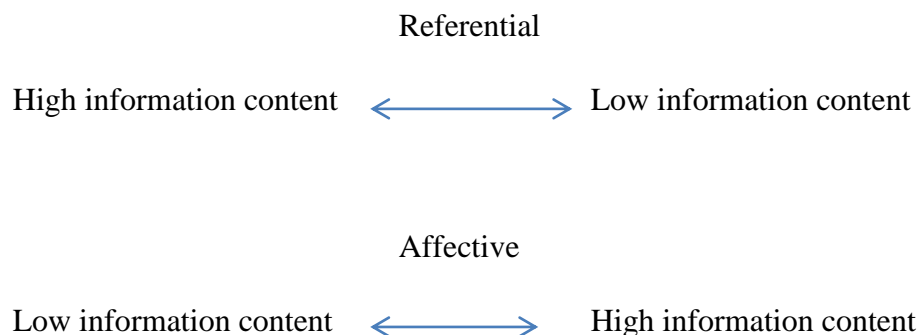 Referential
High information content Low information content
Affective
Low information content High information content